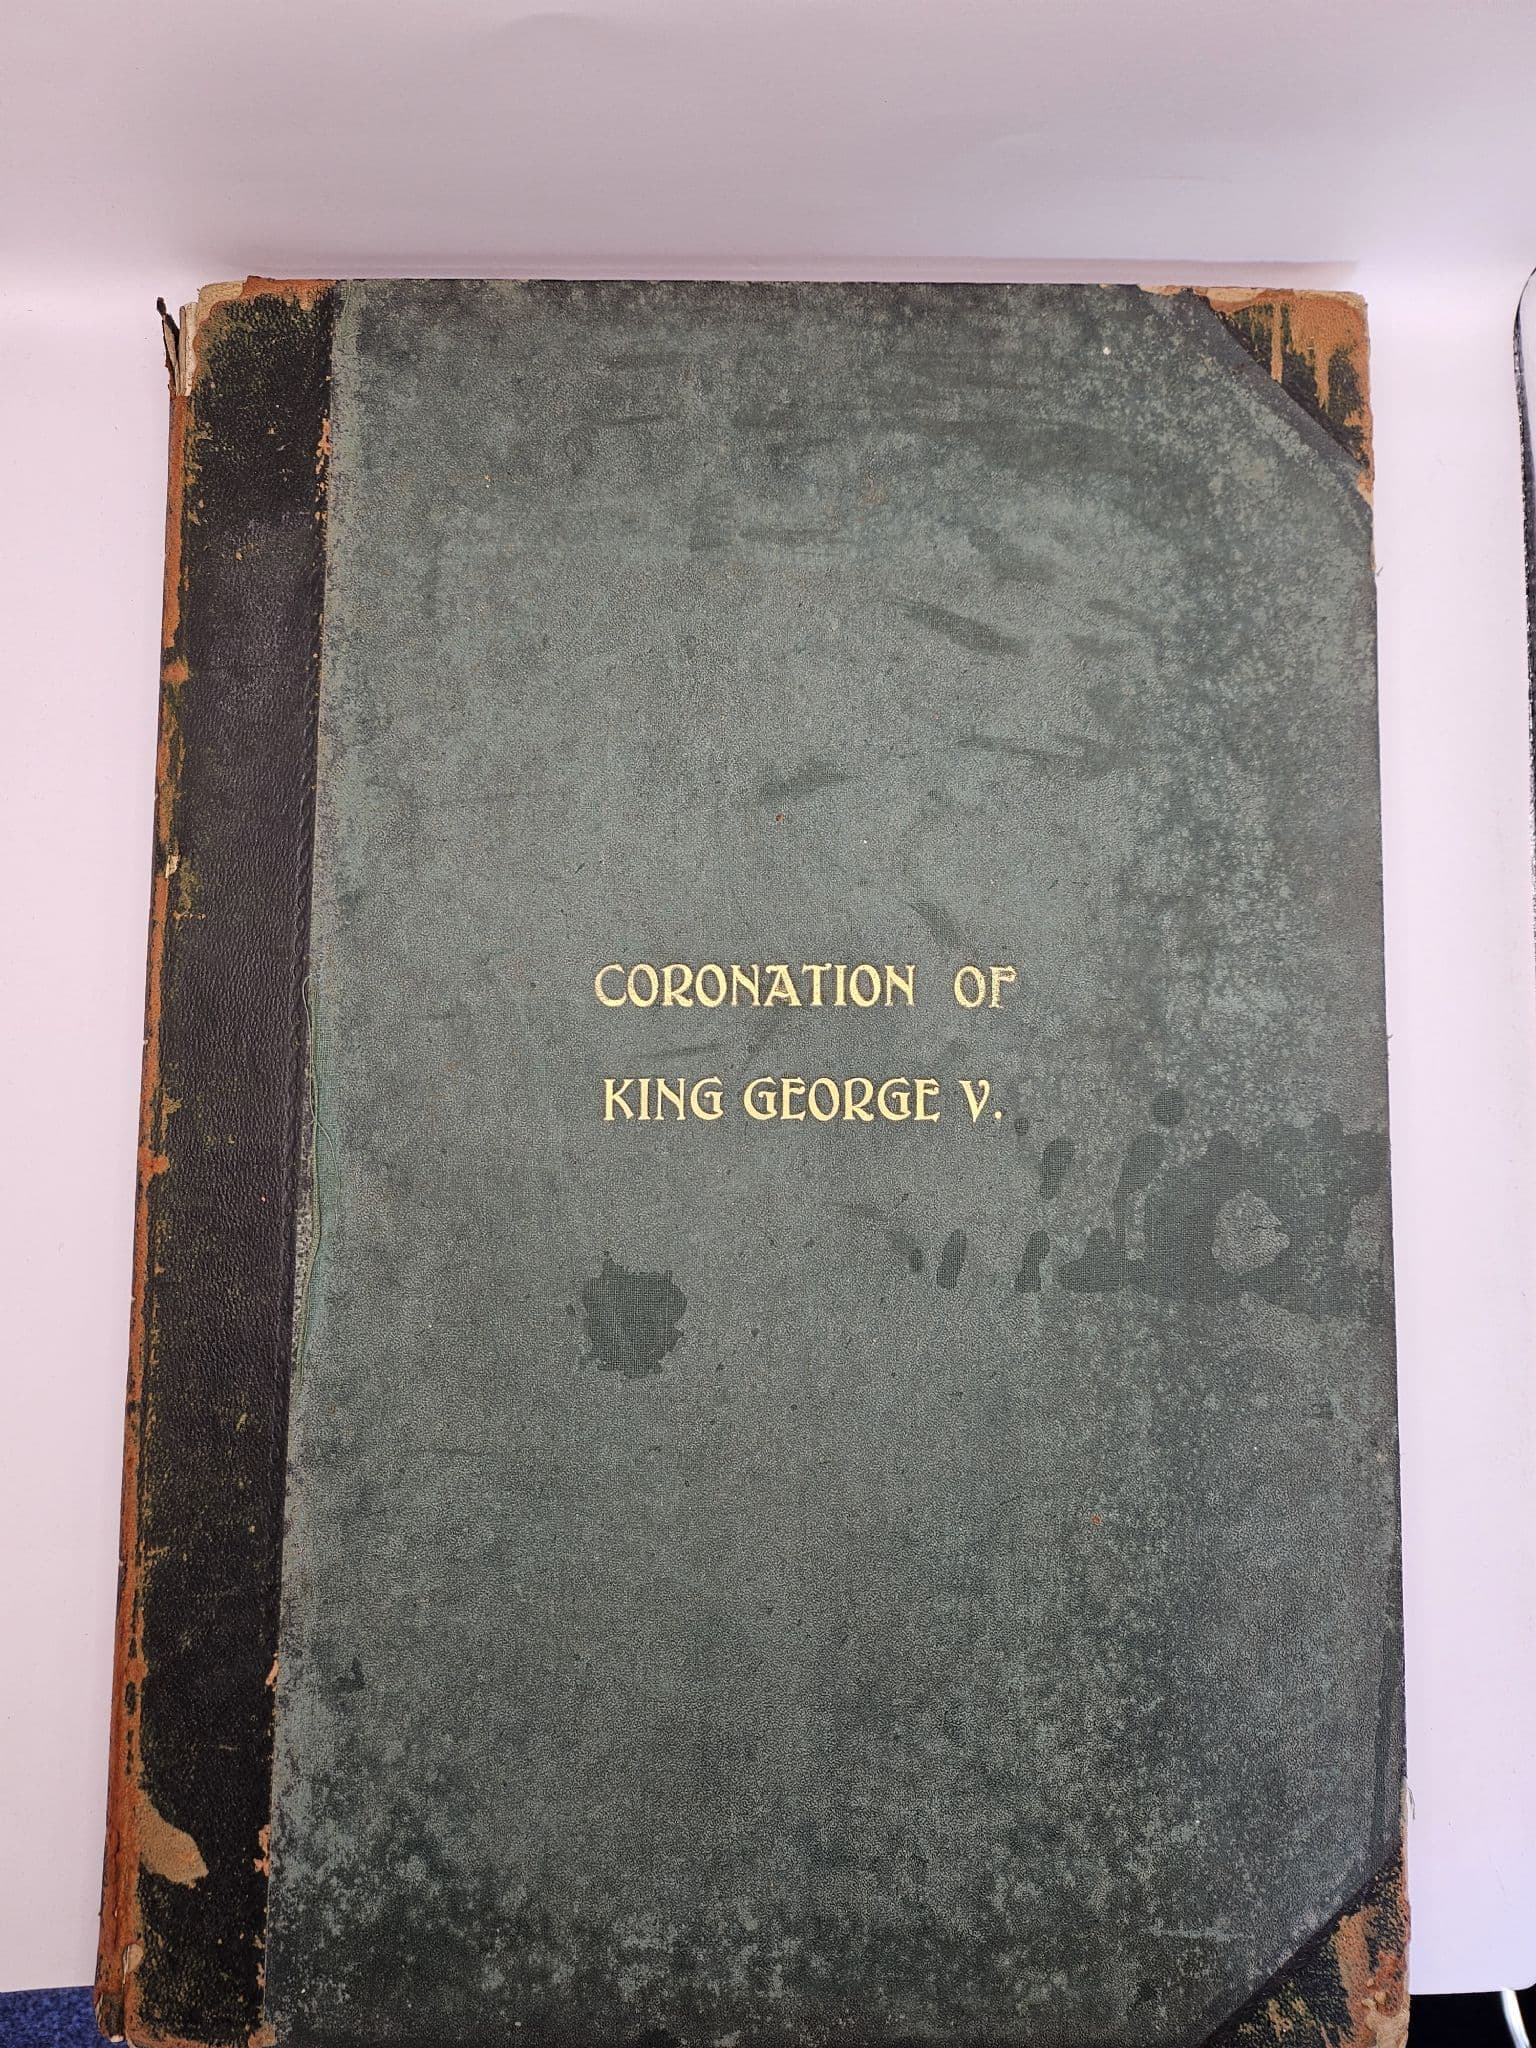 CORONATION OF
KING GEORGE V.